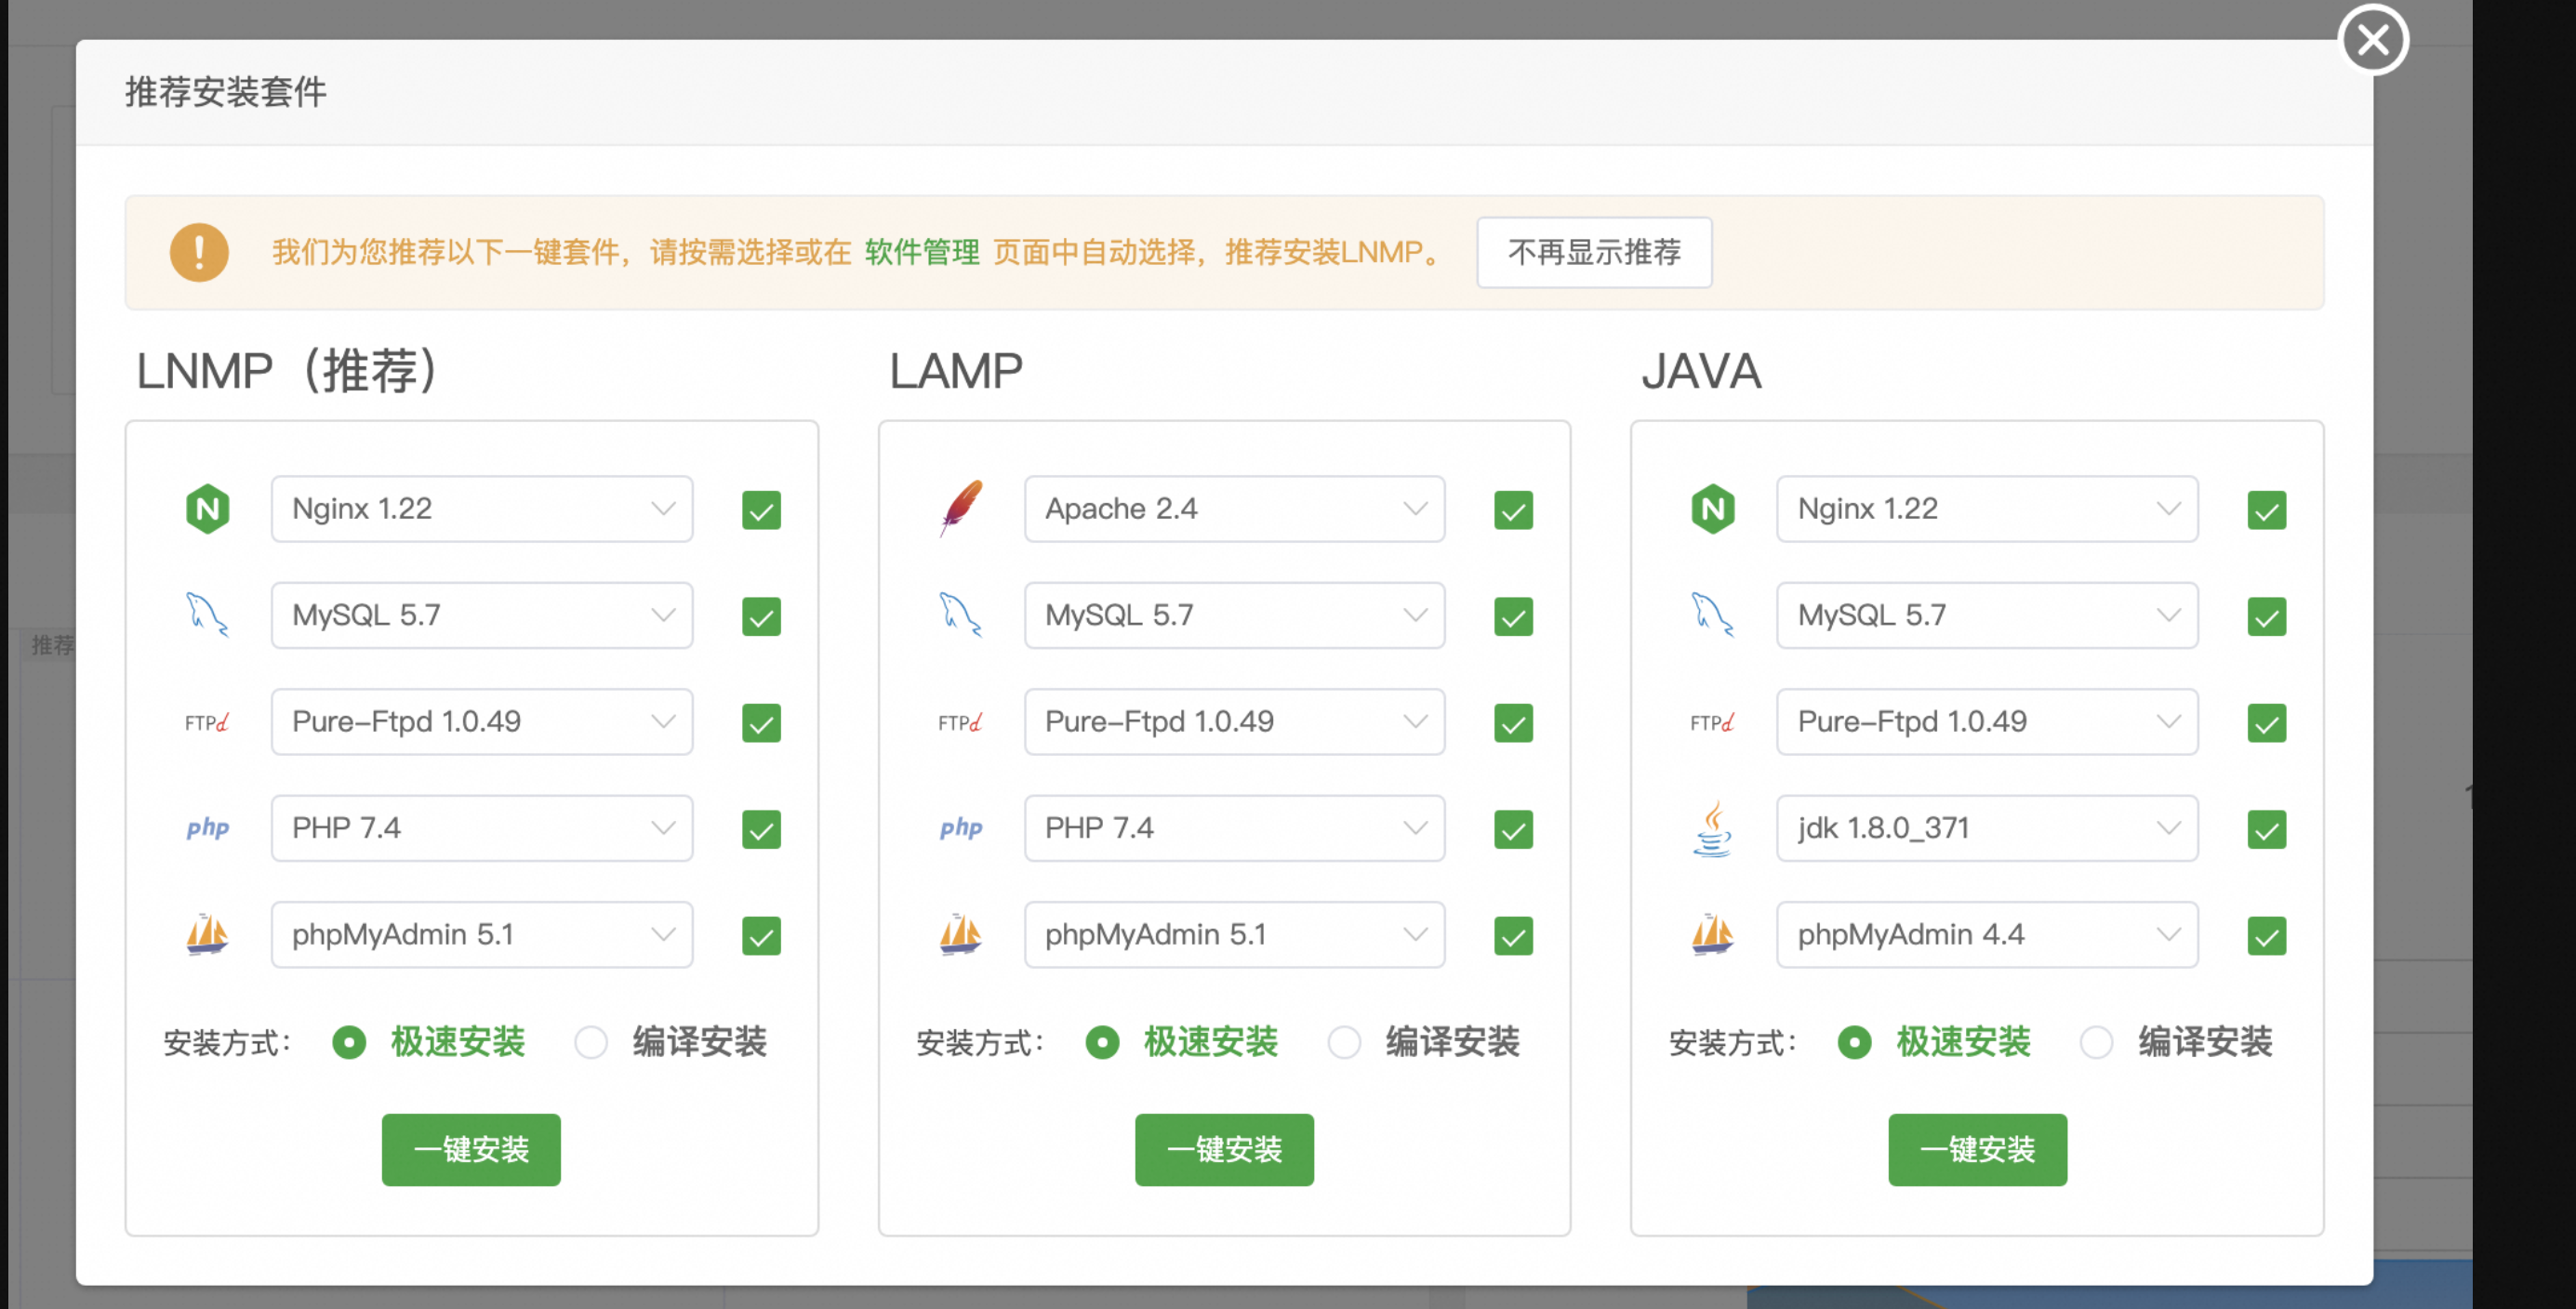 推荐安装套件
我们为您推荐以下一键套件，请按需选择或在 软件管理 页面中自动选择，推荐安装LNMP。 不再显示推荐
LNMP（推荐）
Nginx 1.22
MySQL 5.7
FTPd Pure-Ftpd 1.0.49
php PHP 7.4
phpMyAdmin 5.1
安装方式： 极速安装 编译安装
一键安装
LAMP
Apache 2.4
MySQL 5.7
FTPd Pure-Ftpd 1.0.49
php PHP 7.4
phpMyAdmin 5.1
安装方式： 极速安装 编译安装
一键安装
JAVA
Nginx 1.22
MySQL 5.7
FTPd Pure-Ftpd 1.0.49
jdk 1.8.0_371
phpMyAdmin 4.4
安装方式： 极速安装 编译安装
一键安装
推荐